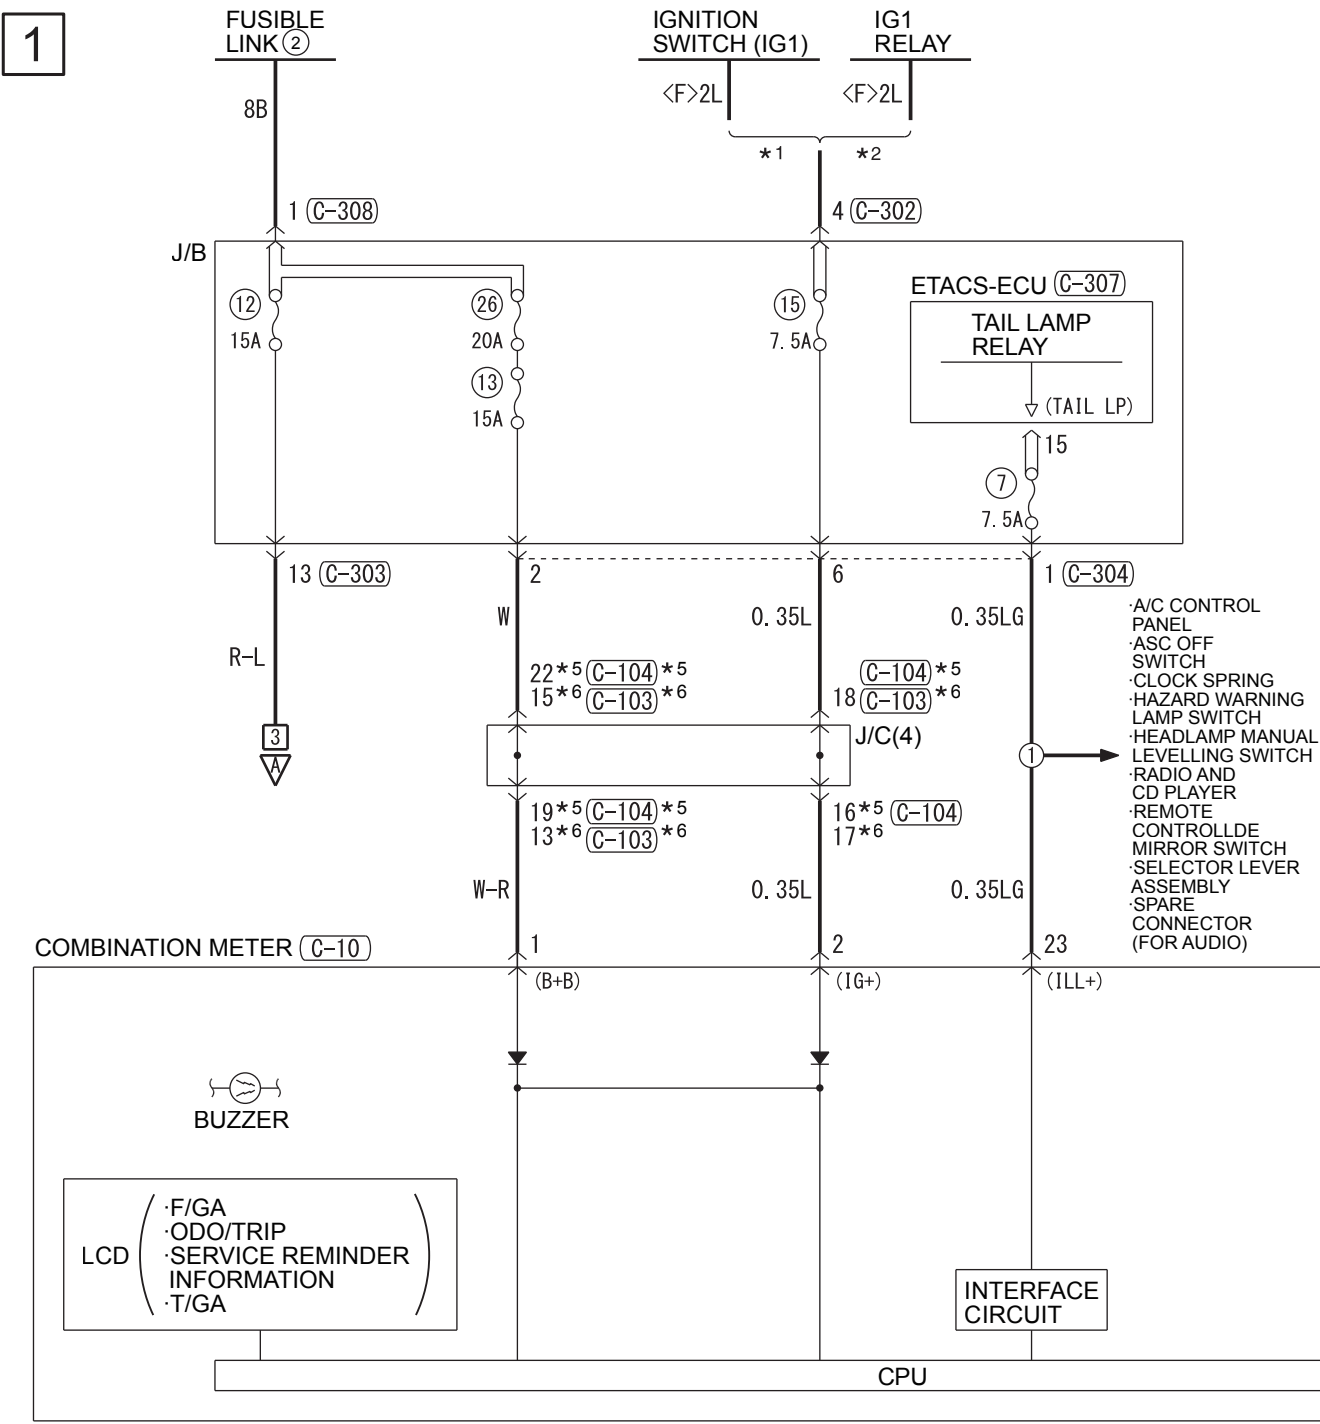 1
FUSIBLE
LINK ②
IGNITION
SWITCH (IG1)
IG1
RELAY
8B
<F>2L
<F>2L
*1
*2
1 (C-308)
4 (C-302)
J/B
12
15A
26
20A
13
15A
15
7.5A
ETACS-ECU (C-307)
TAIL LAMP
RELAY
(TAIL LP)
15
7
7.5A
13 (C-303)
2
6
1 (C-304)
R-L
W
0.35L
0.35LG
22*5 (C-104)*5
15*6 (C-103)*6
(C-104)*5
18 (C-103)*6
3
A
J/C(4)
1
·A/C CONTROL
PANEL
·ASC OFF
SWITCH
·CLOCK SPRING
·HAZARD WARNING
LAMP SWITCH
·HEADLAMP MANUAL
LEVELLING SWITCH
·RADIO AND
CD PLAYER
·REMOTE
CONTROLLDE
MIRROR SWITCH
·SELECTOR LEVER
ASSEMBLY
·SPARE
CONNECTOR
(FOR AUDIO)
19*5 (C-104)*5
13*6 (C-103)*6
16*5 (C-104)
17*6
W-R
0.35L
0.35LG
COMBINATION METER (C-10)
1
2
23
(B+B)
(IG+)
(ILL+)
BUZZER
LCD
·F/GA
·ODO/TRIP
·SERVICE REMINDER
INFORMATION
·T/GA
INTERFACE
CIRCUIT
CPU